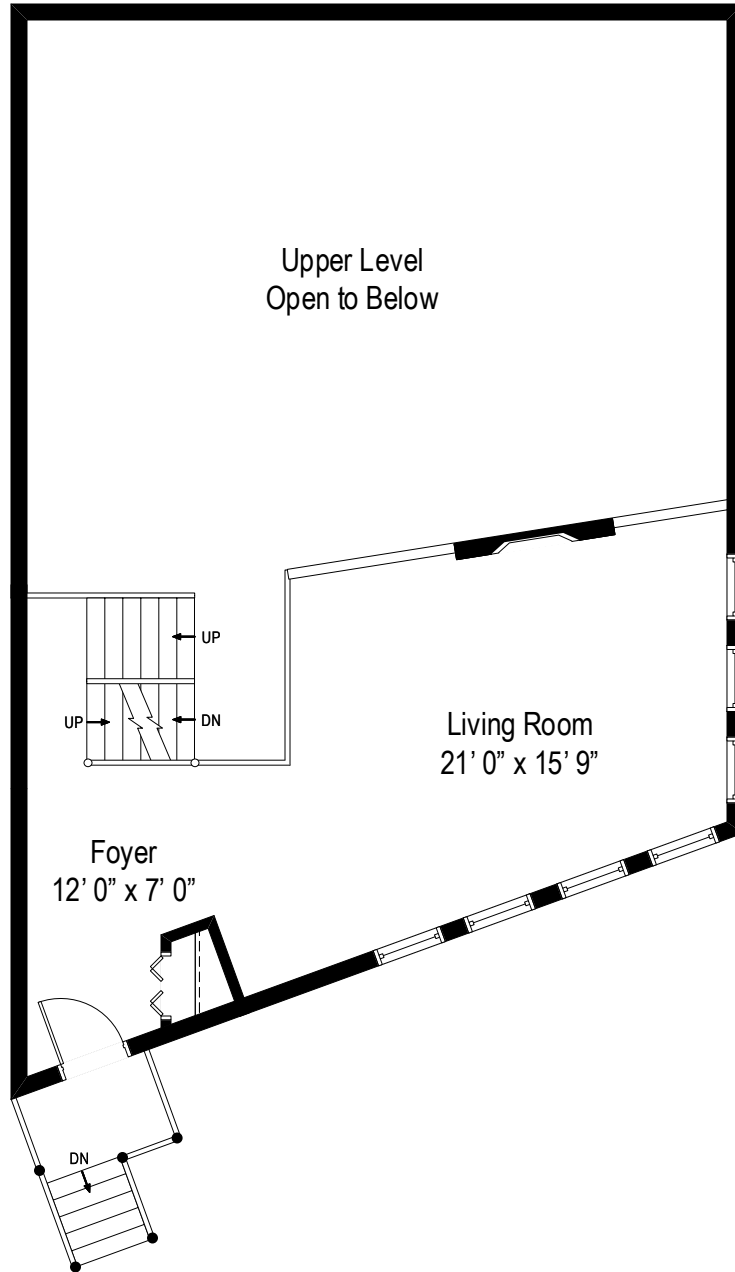 Upper Level
Open to Below
UP
UP
DN
Living Room
21' 0” x 15' 9”
Foyer
12' 0” x 7' 0”
DN